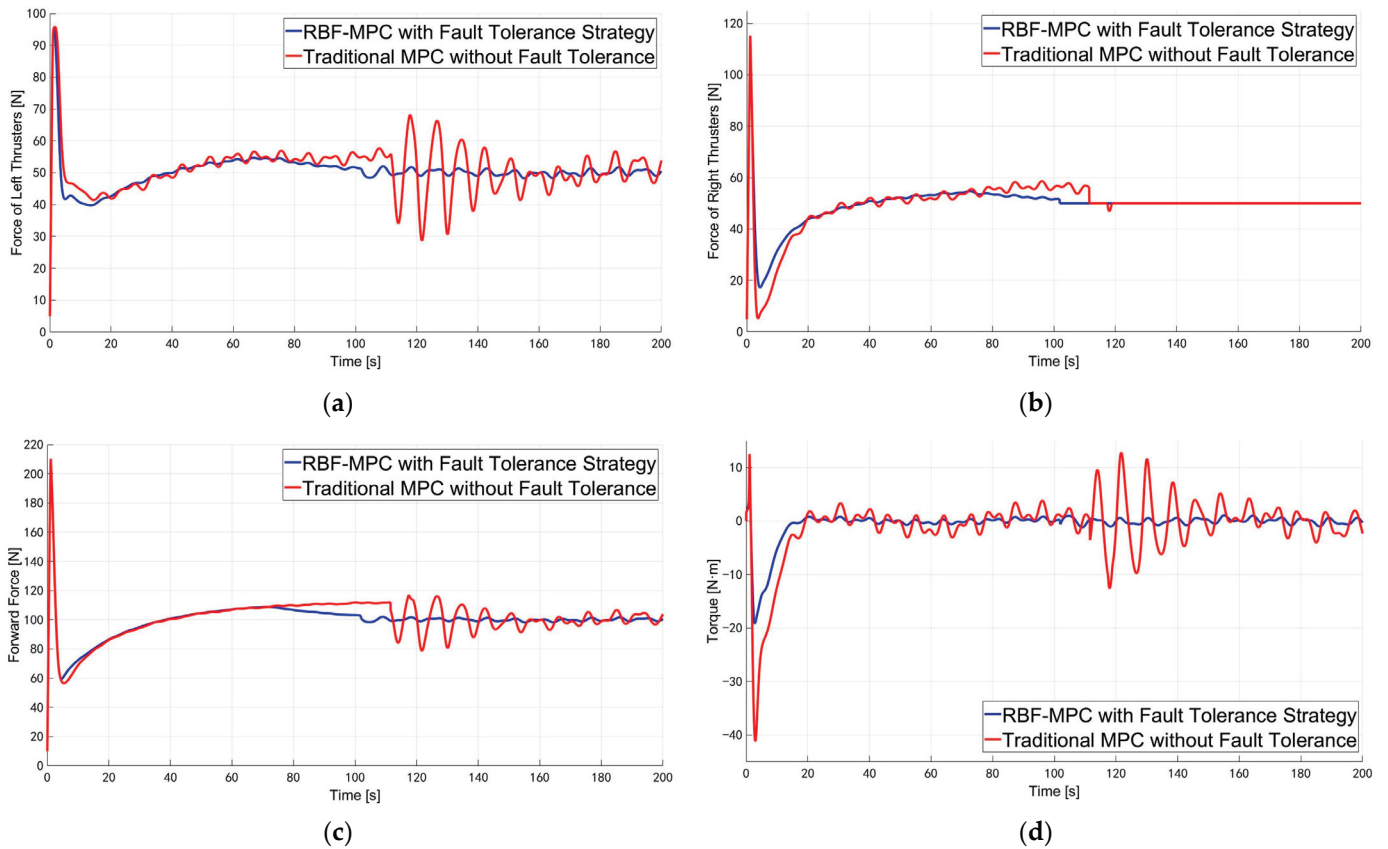 RBF-MPC with Fault Tolerance Strategy
Traditional MPC without Fault Tolerance
Force of Left Thrusters [N]
100
90
80
70
60
50
40
30
20
10
0
0 20 40 60 80 100 120 140 160 180 200
Time [s]
(a)
RBF-MPC with Fault Tolerance Strategy
Traditional MPC without Fault Tolerance
Force of Right Thrusters [N]
120
100
80
60
40
20
0
0 20 40 60 80 100 120 140 160 180 200
Time [s]
(b)
RBF-MPC with Fault Tolerance Strategy
Traditional MPC without Fault Tolerance
Forward Force [N]
220
200
180
160
140
120
100
80
60
40
20
0
0 20 40 60 80 100 120 140 160 180 200
Time [s]
(c)
Torque [N·m]
10
0
−10
−20
−30
−40
RBF-MPC with Fault Tolerance Strategy
Traditional MPC without Fault Tolerance
0 20 40 60 80 100 120 140 160 180 200
Time [s]
(d)